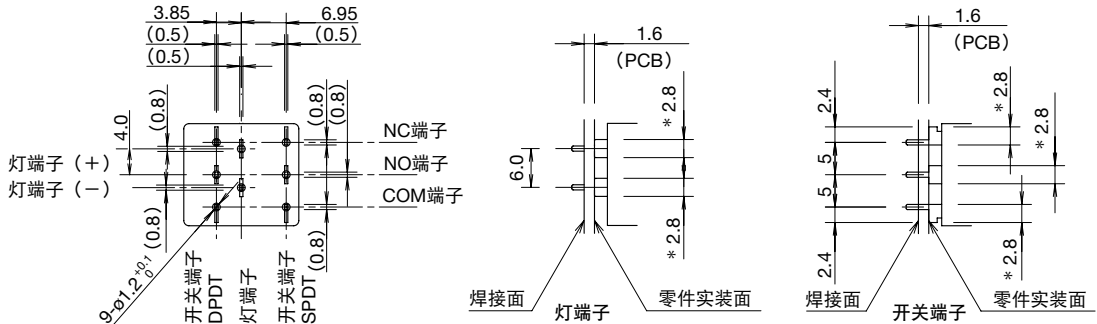 3.85
6.95
(0.5)
(0.5)
(0.5)
4.0
(0.8)
(0.8)
(0.8)
NC端子
灯端子（+）
NO端子
灯端子（−）
COM端子
(0.8)
(0.8)
9-ø1.2 +0.1 0
开关端子
DPDT
灯端子
开关端子
SPDT
1.6
(PCB)
* 2.8
6.0
* 2.8
焊接面
灯端子
零件实装面
1.6
(PCB)
2.4
* 2.8
* 2.8
5
5
2.4
* 2.8
焊接面
开关端子
零件实装面